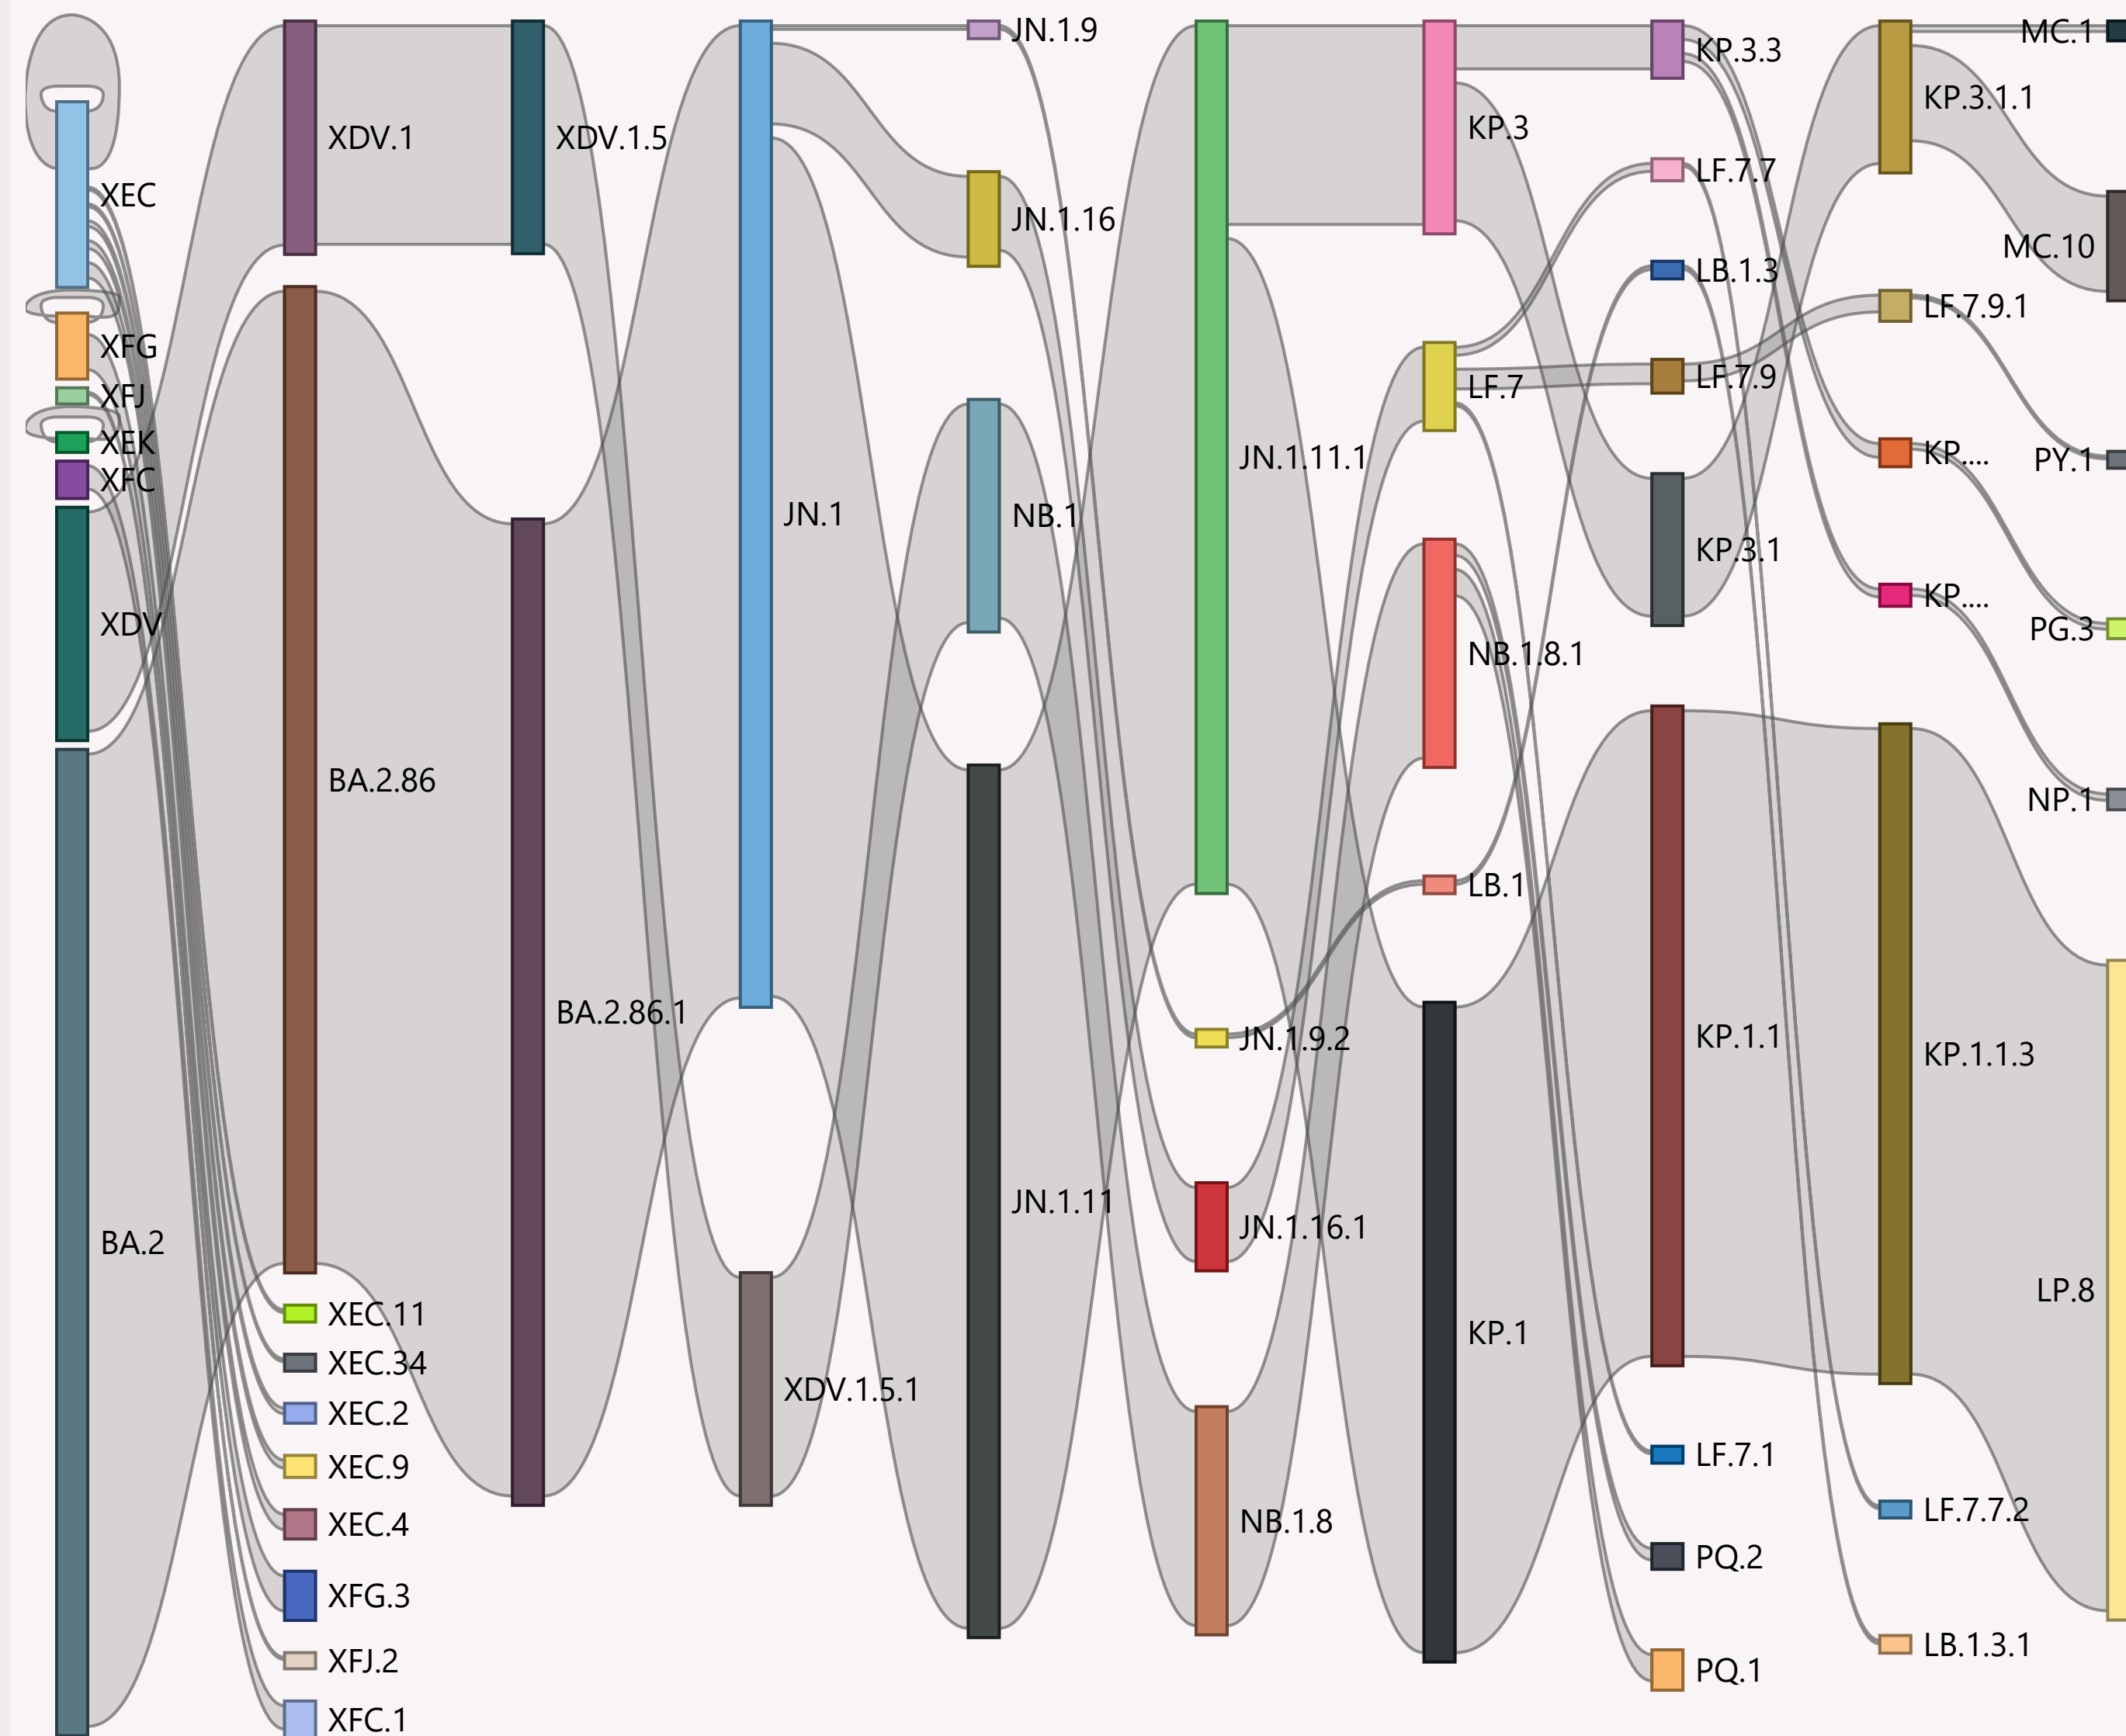 XEC
XFG
XFJ
XEK
XFC
XDV
BA.2
XDV.1
BA.2.86
XEC.11
XEC.34
XEC.2
XEC.9
XEC.4
XFG.3
XFJ.2
XFC.1
XDV.1.5
BA.2.86.1
JN.1
XDV.1.5.1
JN.1.9
JN.1.16
NB.1
JN.1.11
JN.1.11.1
JN.1.9.2
JN.1.16.1
NB.1.8
KP.3
LF.7
NB.1.8.1
LB.1
KP.1
KP.3.3
LF.7.7
LB.1.3
LF.7.9
KP.3.1
KP.1.1
LF.7.1
PQ.2
PQ.1
KP.3.1.1
LF.7.9.1
KP....
KP....
KP.1.1.3
LF.7.7.2
LB.1.3.1
MC.1
MC.10
PY.1
PG.3
NP.1
LP.8